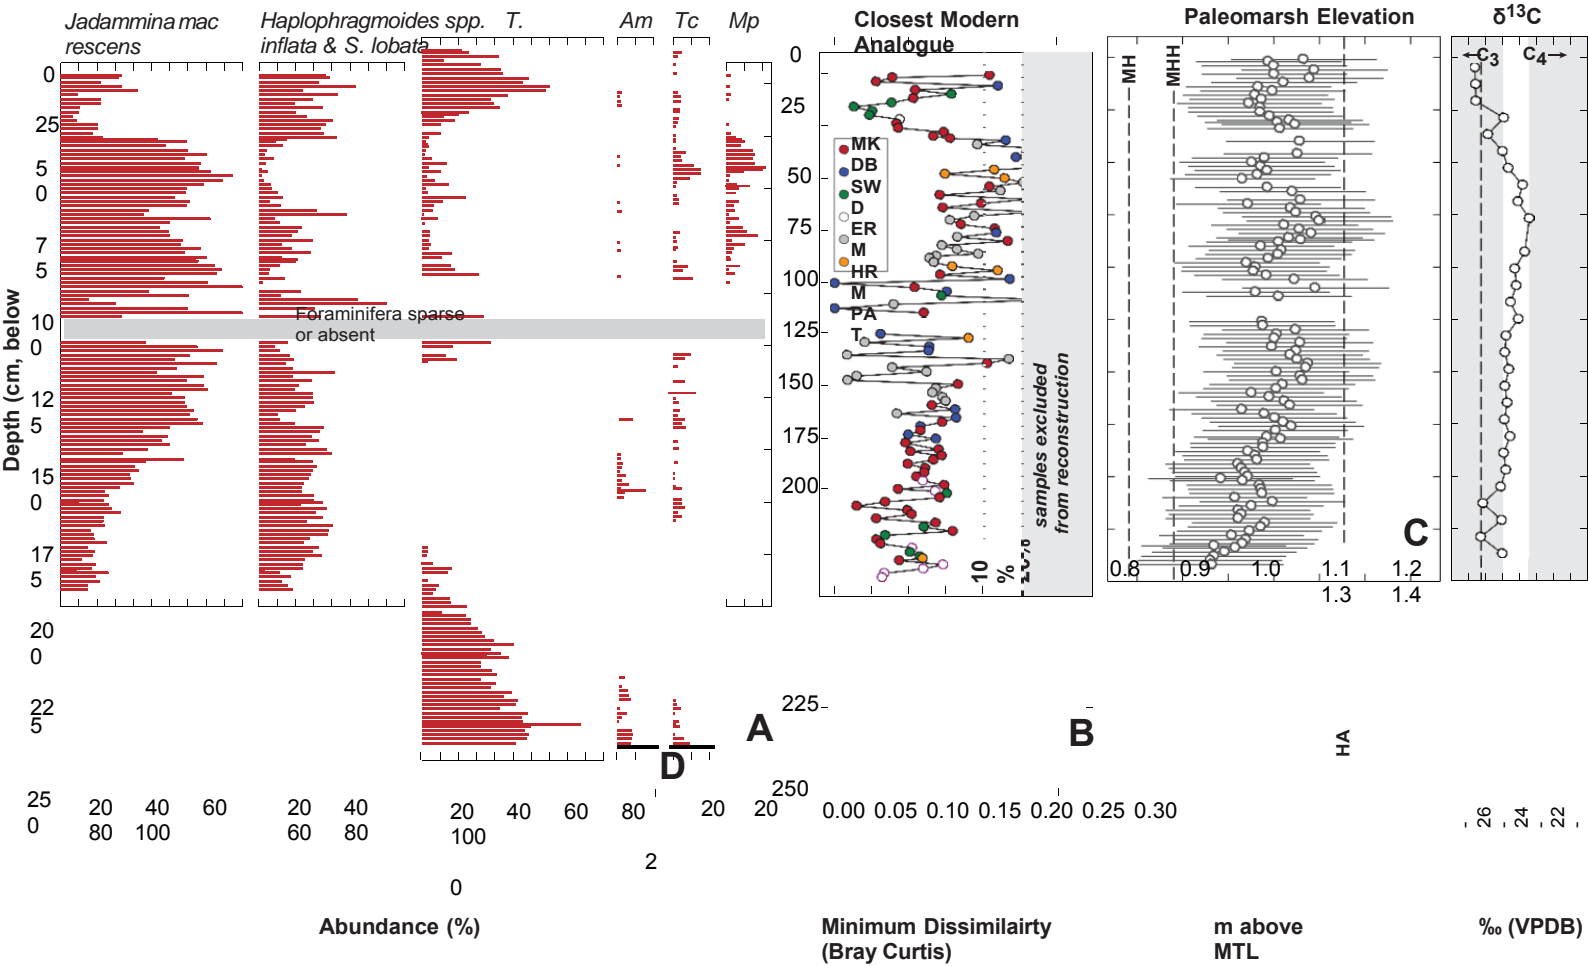 Jadammina mac
rescens
Haplophragmoides spp.
inflata & S. lobata
T.
Am
Tc
Mp
Closest Modern
Analogue
Paleomarsh Elevation
δ13C
Depth (cm, below
0
25
5
0
7
5
10
0
12
5
15
0
17
5
20
0
22
5
25
0
Foraminifera sparse
or absent
A
D
20 40 60
80 100
20 40
60 80
20 40 60 80
100
0
2
20
20
Abundance (%)
0
25
50
75
100
125
150
175
200
225
250
MK
DB
SW
D
ER
M
HR
M
PA
T
10
%
20%
samples excluded
from reconstruction
B
0.00 0.05 0.10 0.15 0.20 0.25 0.30
Minimum Dissimilairty
(Bray Curtis)
MH
MHH
HA
C
0.8 0.9 1.0 1.1 1.2
1.3 1.4
m above
MTL
←C3 C4→
- 26 - 24 - 22 -
‰ (VPDB)